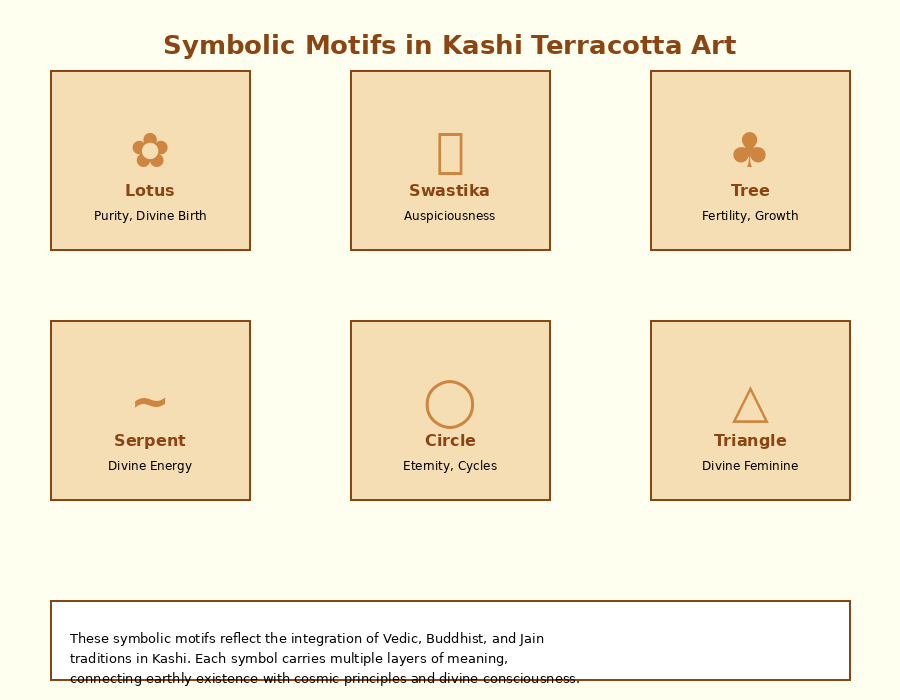 Symbolic Motifs in Kashi Terracotta Art
Lotus
Purity, Divine Birth
Swastika
Auspiciousness
Tree
Fertility, Growth
Serpent
Divine Energy
Circle
Eternity, Cycles
Triangle
Divine Feminine
These symbolic motifs reflect the integration of Vedic, Buddhist, and Jain
traditions in Kashi. Each symbol carries multiple layers of meaning,
connecting earthly existence with cosmic principles and divine consciousness.